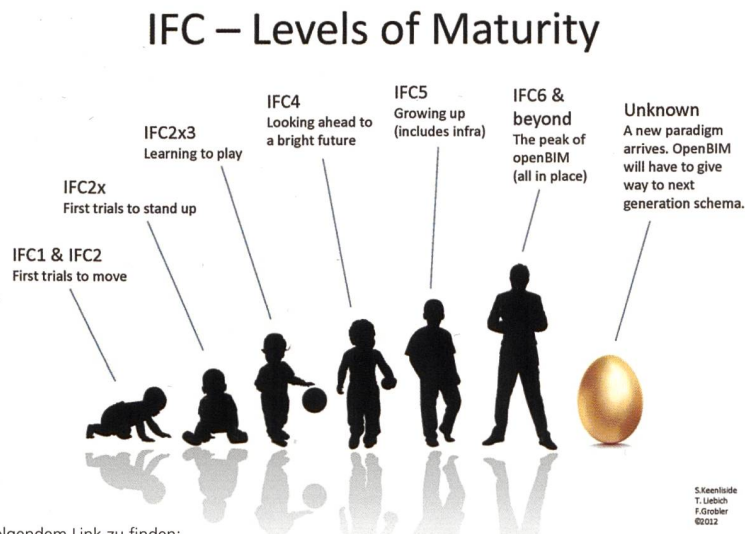 IFC – Levels of Maturity
IFC1 & IFC2
First trials to move
IFC2x
First trials to stand up
IFC2x3
Learning to play
IFC4
Looking ahead to
a bright future
IFC5
Growing up
(includes infra)
IFC6 &
beyond
The peak of
openBIM
(all in place)
Unknown
A new paradigm
arrives. OpenBIM
will have to give
way to next
generation schema.
S.Keenliside
T. Liebich
F.Grobler
©2012
Link zu finden: